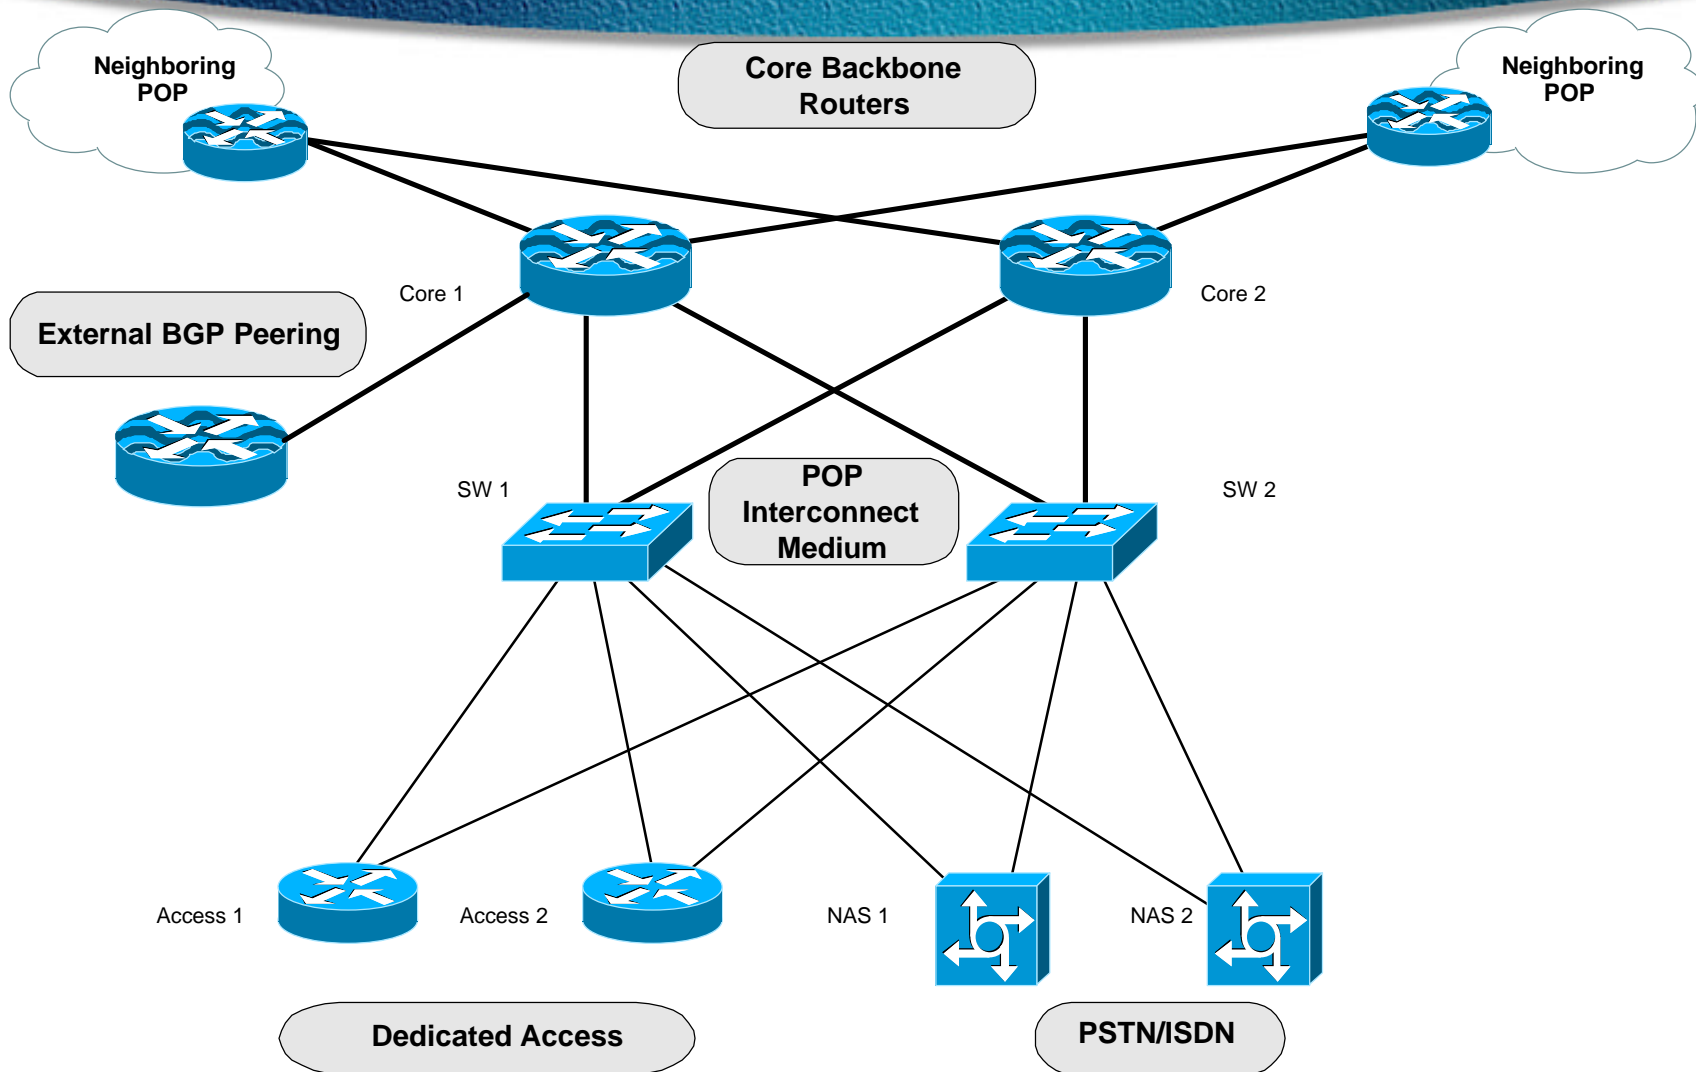 Neighboring
POP
Core Backbone
Routers
Neighboring
POP
Core 1
Core 2
External BGP Peering
SW 1
POP
Interconnect
Medium
SW 2
Access 1
Access 2
NAS 1
NAS 2
Dedicated Access
PSTN/ISDN